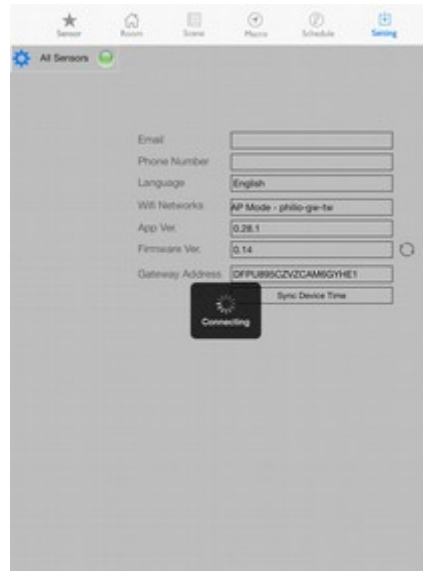 Sensor Room Scene Macro Schedule Setting
All Sensors
Email
Phone Number
Language English
Wifi Networks AP Mode - philio-gw-tw
App Ver. 0.28.1
Firmware Ver. 0.14
Gateway Address DFPU895CZVZCAM6GYHE1
Sync Device Time
Connecting